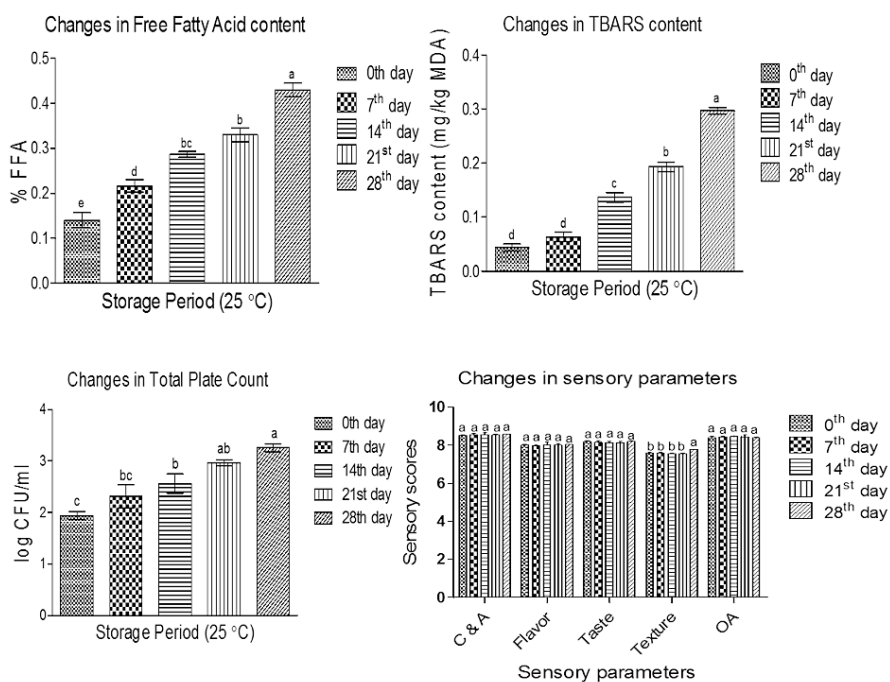 Changes in Free Fatty Acid content
% FFA
0.5
0.4
0.3
0.2
0.1
0.0
e
d
bc
b
a
Storage Period (25 °C)
0th day
7th day
14th day
21st day
28th day
Changes in TBARS content
TBARS content (mg/kg MDA)
0.4
0.3
0.2
0.1
0.0
d
d
c
b
a
Storage Period (25 °C)
0th day
7th day
14th day
21st day
28th day
Changes in Total Plate Count
log CFU/ml
4
3
2
1
0
c
bc
b
ab
a
Storage Period (25 °C)
0th day
7th day
14th day
21st day
28th day
Changes in sensory parameters
Sensory scores
10
8
6
4
2
0
a a a a a
a a a a a
a a a a a
b b b b a
a a a a a
C & A
Flavor
Taste
Texture
OA
Sensory parameters
0th day
7th day
14th day
21st day
28th day